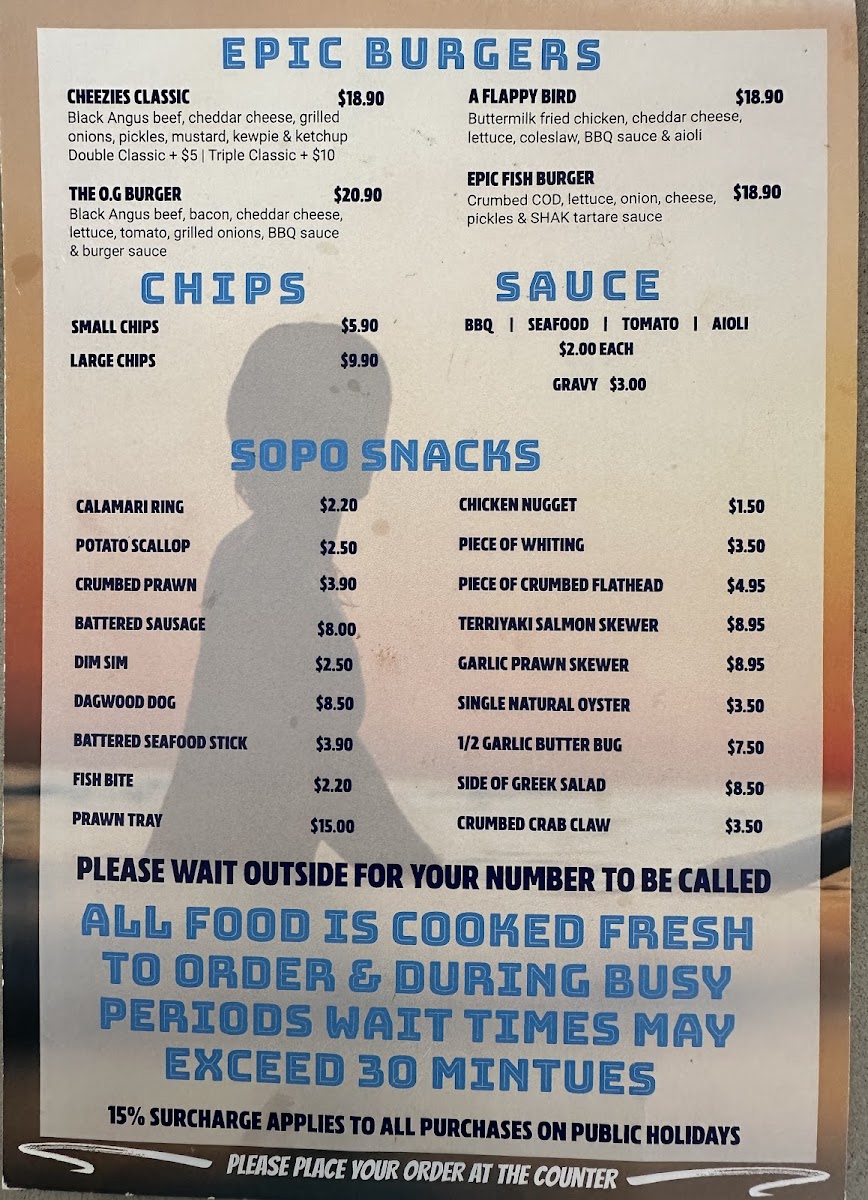 EPIC BURGERS
CHEEZIES CLASSIC $18.90
Black Angus beef, cheddar cheese, grilled
onions, pickles, mustard, kewpie & ketchup
Double Classic + $5 | Triple Classic + $10
THE O.G BURGER $20.90
Black Angus beef, bacon, cheddar cheese,
lettuce, tomato, grilled onions, BBQ sauce
& burger sauce
A FLAPPY BIRD $18.90
Buttermilk fried chicken, cheddar cheese,
lettuce, coleslaw, BBQ sauce & aioli
EPIC FISH BURGER $18.90
Crumbed COD, lettuce, onion, cheese,
pickles & SHAK tartare sauce
CHIPS
SMALL CHIPS $5.90
LARGE CHIPS $9.90
SAUCE
BBQ | SEAFOOD | TOMATO | AIOLI
$2.00 EACH
GRAVY $3.00
SOPO SNACKS
CALAMARI RING $2.20
POTATO SCALLOP $2.50
CRUMBED PRAWN $3.90
BATTERED SAUSAGE $8.00
DIM SIM $2.50
DAGWOOD DOG $8.50
BATTERED SEAFOOD STICK $3.90
FISH BITE $2.20
PRAWN TRAY $15.00
CHICKEN NUGGET $1.50
PIECE OF WHITING $3.50
PIECE OF CRUMBED FLATHEAD $4.95
TERRIYAKI SALMON SKEWER $8.95
GARLIC PRAWN SKEWER $8.95
SINGLE NATURAL OYSTER $3.50
1/2 GARLIC BUTTER BUG $7.50
SIDE OF GREEK SALAD $8.50
CRUMBED CRAB CLAW $3.50
PLEASE WAIT OUTSIDE FOR YOUR NUMBER TO BE CALLED
ALL FOOD IS COOKED FRESH
TO ORDER & DURING BUSY
PERIODS WAIT TIMES MAY
EXCEED 30 MINTUES
15% SURCHARGE APPLIES TO ALL PURCHASES ON PUBLIC HOLIDAYS
PLEASE PLACE YOUR ORDER AT THE COUNTER